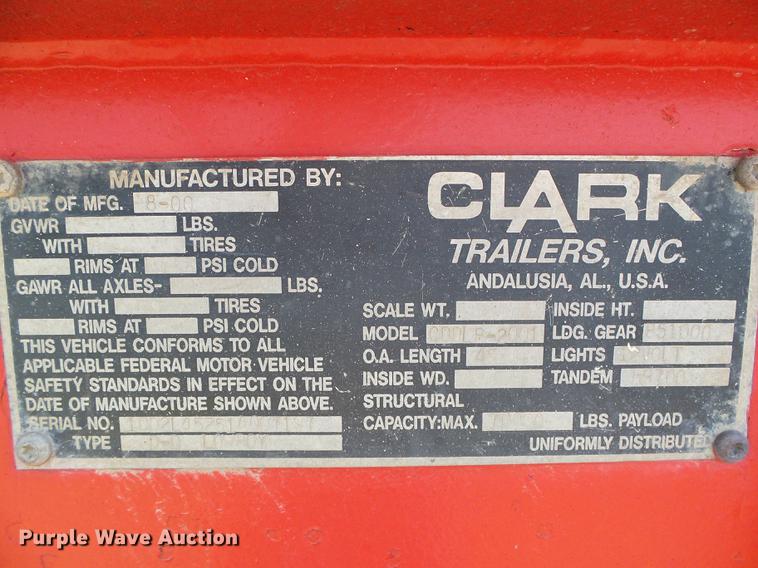 MANUFACTURED BY:
DATE OF MFG. 8-00
GVWR LBS.
WITH TIRES
RIMS AT PSI COLD
GAWR ALL AXLES- LBS.
WITH TIRES
RIMS AT PSI COLD
THIS VEHICLE CONFORMS TO ALL
APPLICABLE FEDERAL MOTOR VEHICLE
SAFETY STANDARDS IN EFFECT ON THE
DATE OF MANUFACTURE SHOWN ABOVE.
SERIAL NO.
TYPE
CLARK
TRAILERS, INC.
ANDALUSIA, AL., U.S.A.
SCALE WT. INSIDE HT.
MODEL LDG. GEAR
O.A. LENGTH LIGHTS
INSIDE WD. TANDEM
STRUCTURAL
CAPACITY:MAX. LBS. PAYLOAD
UNIFORMLY DISTRIBUTED
Purple Wave Auction